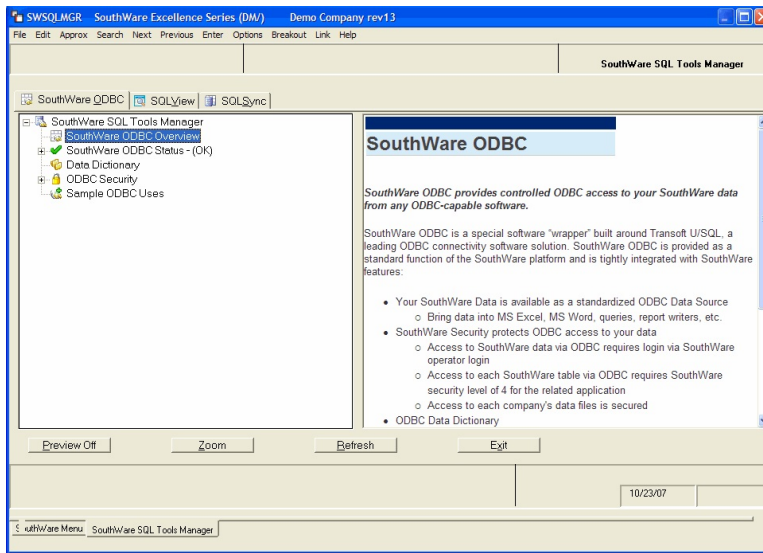 SWSQLMGR SouthWare Excellence Series (DM/) Demo Company rev13
File Edit Approx Search Next Previous Enter Options Breakout Link Help
SouthWare SQL Tools Manager
SouthWare ODBC SQLView SQLSync
SouthWare SQL Tools Manager
SouthWare ODBC Overview
SouthWare ODBC Status - (OK)
Data Dictionary
ODBC Security
Sample ODBC Uses
SouthWare ODBC
SouthWare ODBC provides controlled ODBC access to your SouthWare data
from any ODBC-capable software.
SouthWare ODBC is a special software “wrapper” built around Transoft U/SQL, a
leading ODBC connectivity software solution. SouthWare ODBC is provided as a
standard function of the SouthWare platform and is tightly integrated with SouthWare
features:
• Your SouthWare Data is available as a standardized ODBC Data Source
o Bring data into MS Excel, MS Word, queries, report writers, etc.
• SouthWare Security protects ODBC access to your data
o Access to SouthWare data via ODBC requires login via SouthWare
operator login
o Access to each SouthWare table via ODBC requires SouthWare
security level of 4 for the related application
o Access to each company's data files is secured
• ODBC Data Dictionary
Preview Off Zoom Refresh Exit
10/23/07
S uthWare Menu SouthWare SQL Tools Manager